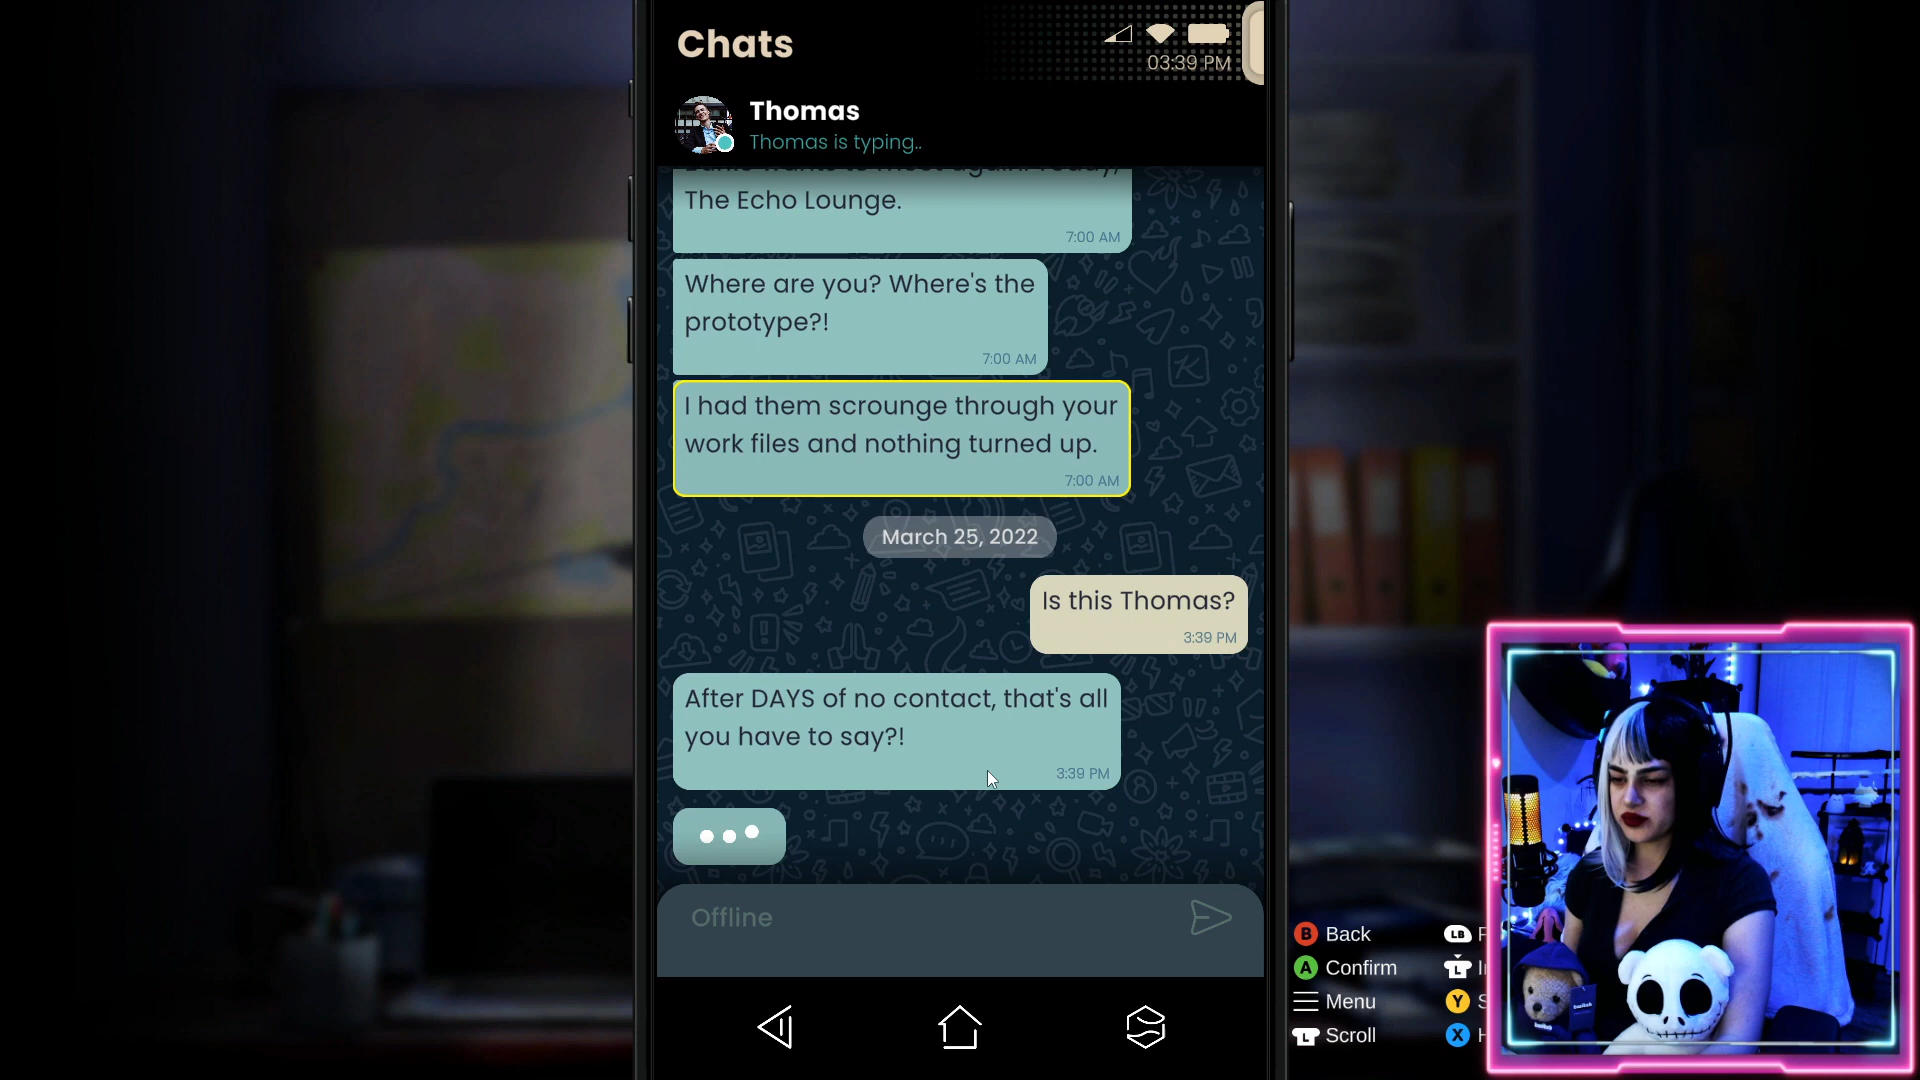 Chats
03:39 PM
Thomas
Thomas is typing..
The Echo Lounge.
7:00 AM
Where are you? Where's the
prototype?!
7:00 AM
I had them scrounge through your
work files and nothing turned up.
7:00 AM
March 25, 2022
Is this Thomas?
3:39 PM
After DAYS of no contact, that's all
you have to say?!
3:39 PM
Offline
B Back
LB
A Confirm
L
Menu
Y
L Scroll
X